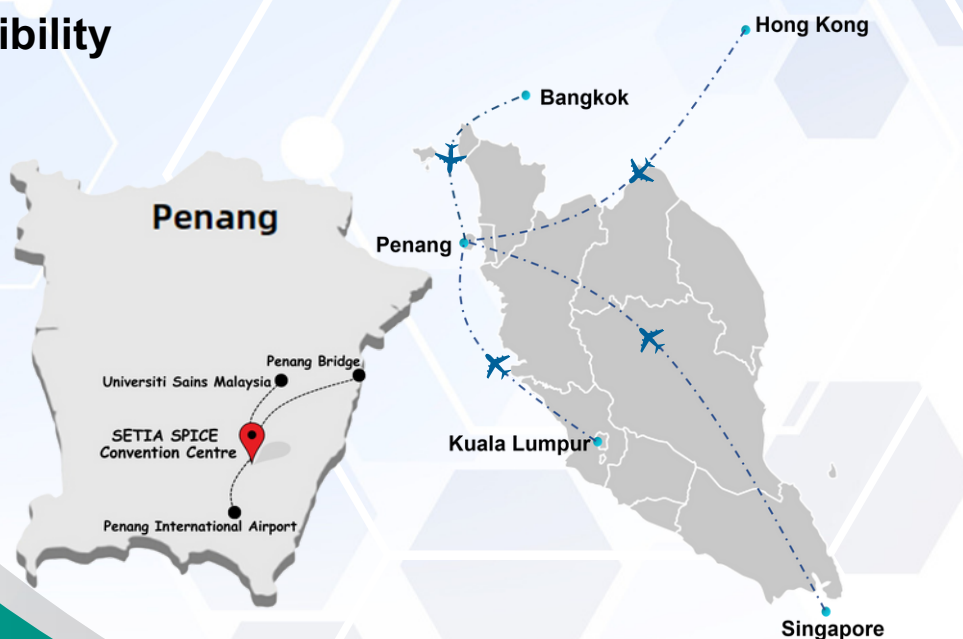 ibility
Hong Kong
Bangkok
Penang
Penang
Penang Bridge
Universiti Sains Malaysia
SETIA SPICE
Convention Centre
Kuala Lumpur
Penang International Airport
Singapore